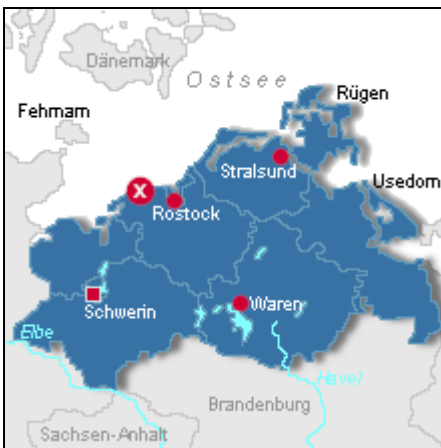 Dänemark
Ostsee
Rügen
Fehmarn
Stralsund
Usedom
X
Rostock
Waren
Schwerin
Elbe
Havel
Brandenburg
Sachsen-Anhalt